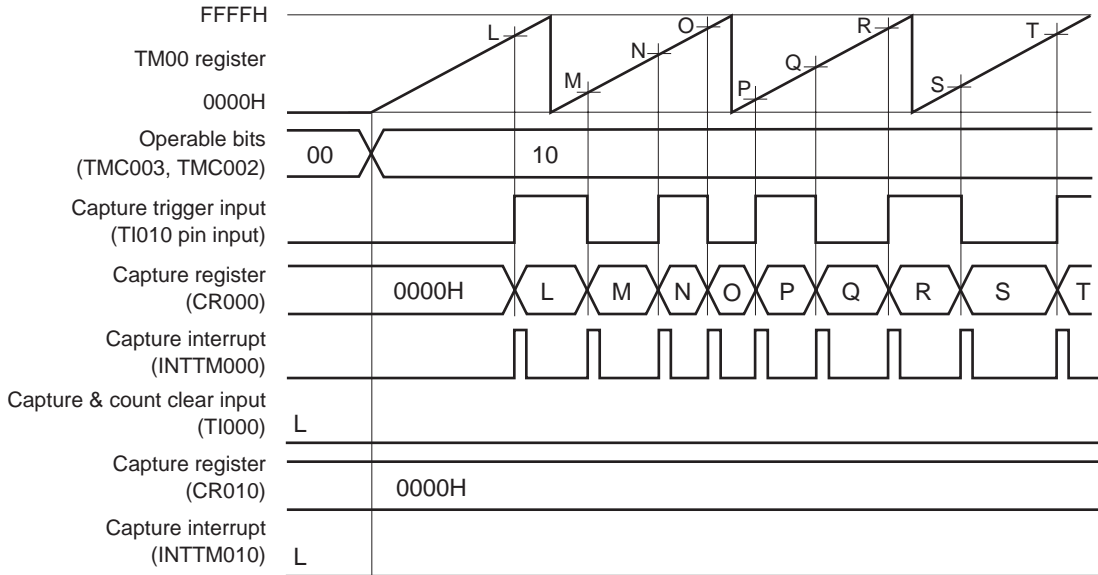 FFFFH
TM00 register
0000H
L M N O P Q R S T
Operable bits
(TMC003, TMC002)
00 10
Capture trigger input
(TI010 pin input)
Capture register
(CR000)
0000H L M N O P Q R S T
Capture interrupt
(INTTM000)
Capture & count clear input
(TI000) L
Capture register
(CR010)
0000H
Capture interrupt
(INTTM010) L